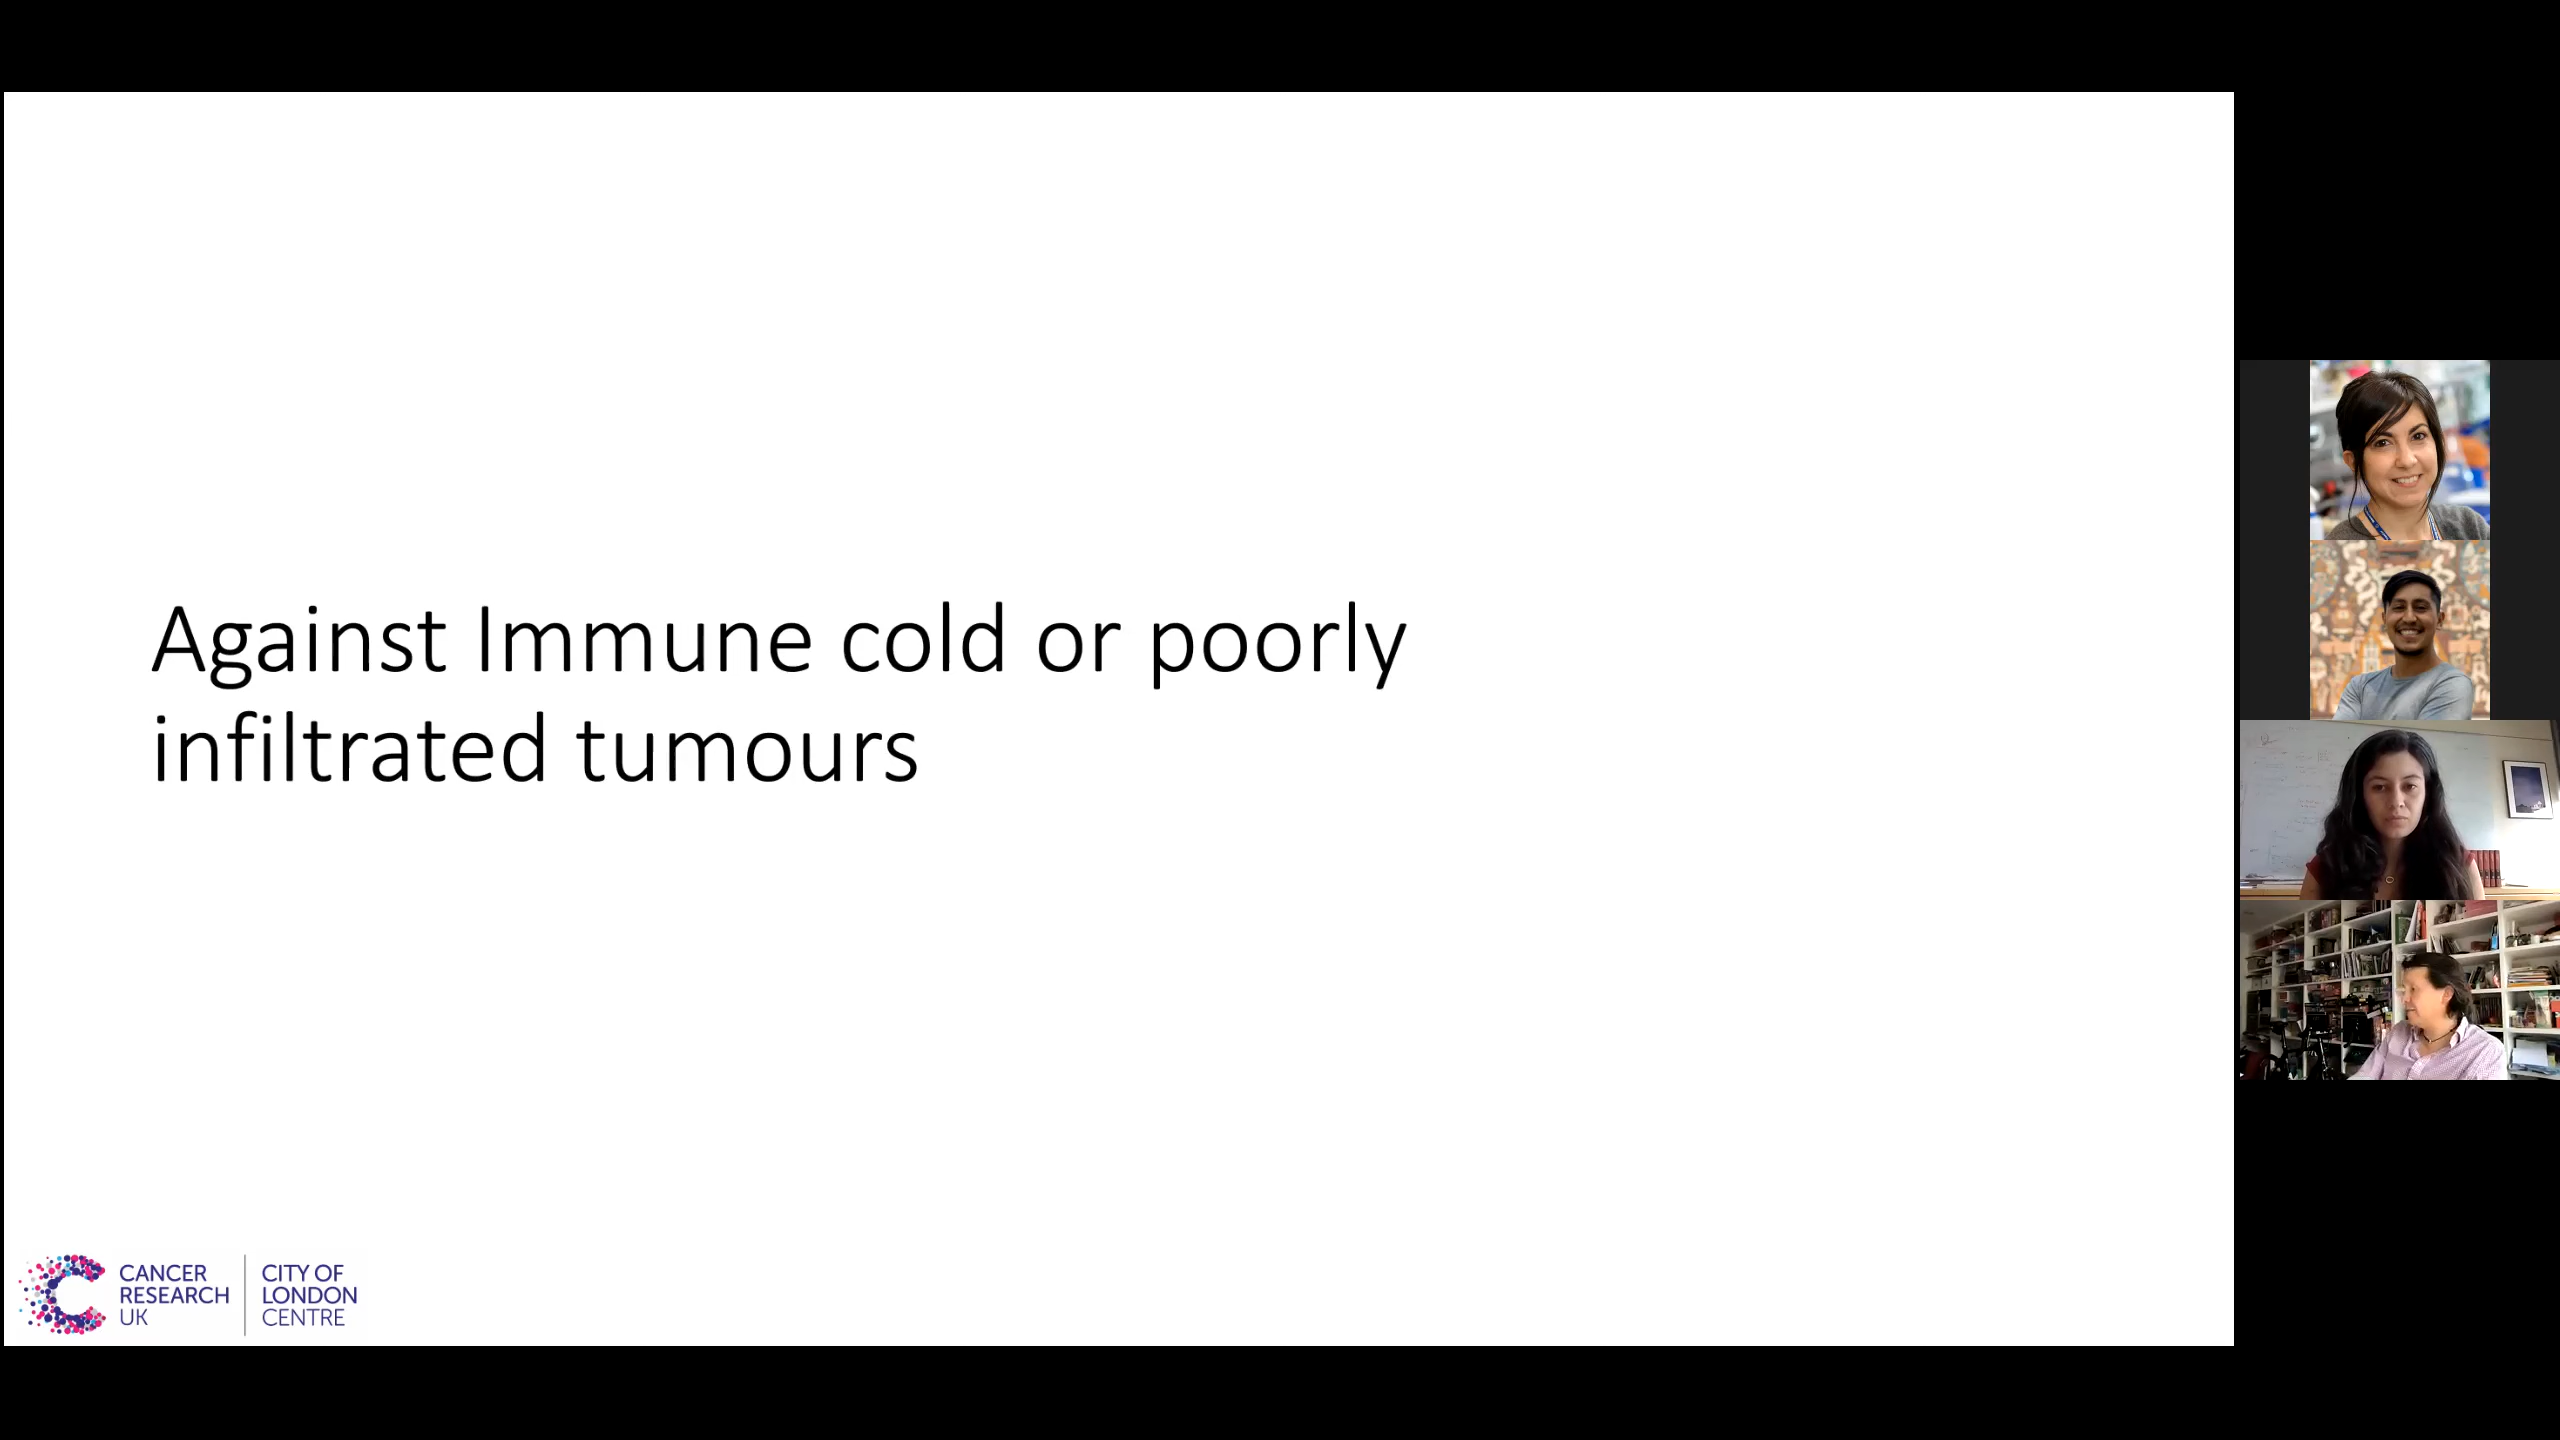 Against Immune cold or poorly
infiltrated tumours
CANCER
RESEARCH
UK
CITY OF
LONDON
CENTRE